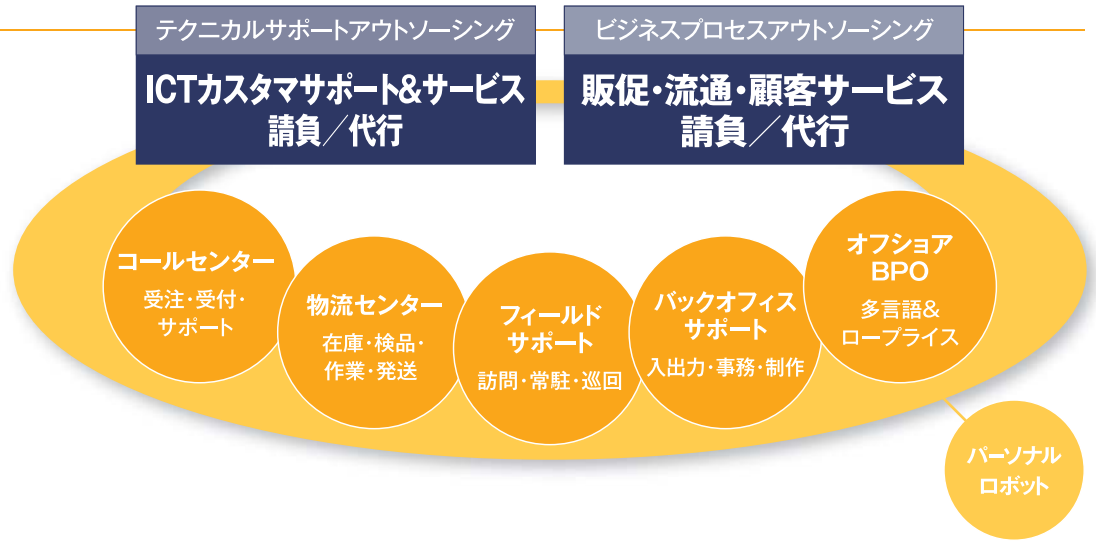 テクニカルサポートアウトソーシング
ICTカスタマサポート&サービス
請負／代行
ビジネスプロセスアウトソーシング
販促・流通・顧客サービス
請負／代行
コールセンター
受注・受付・
サポート
物流センター
在庫・検品・
作業・発送
フィールド
サポート
訪問・常駐・巡回
バックオフィス
サポート
入出力・事務・制作
オフショア
BPO
多言語&
ロープライス
パーソナル
ロボット